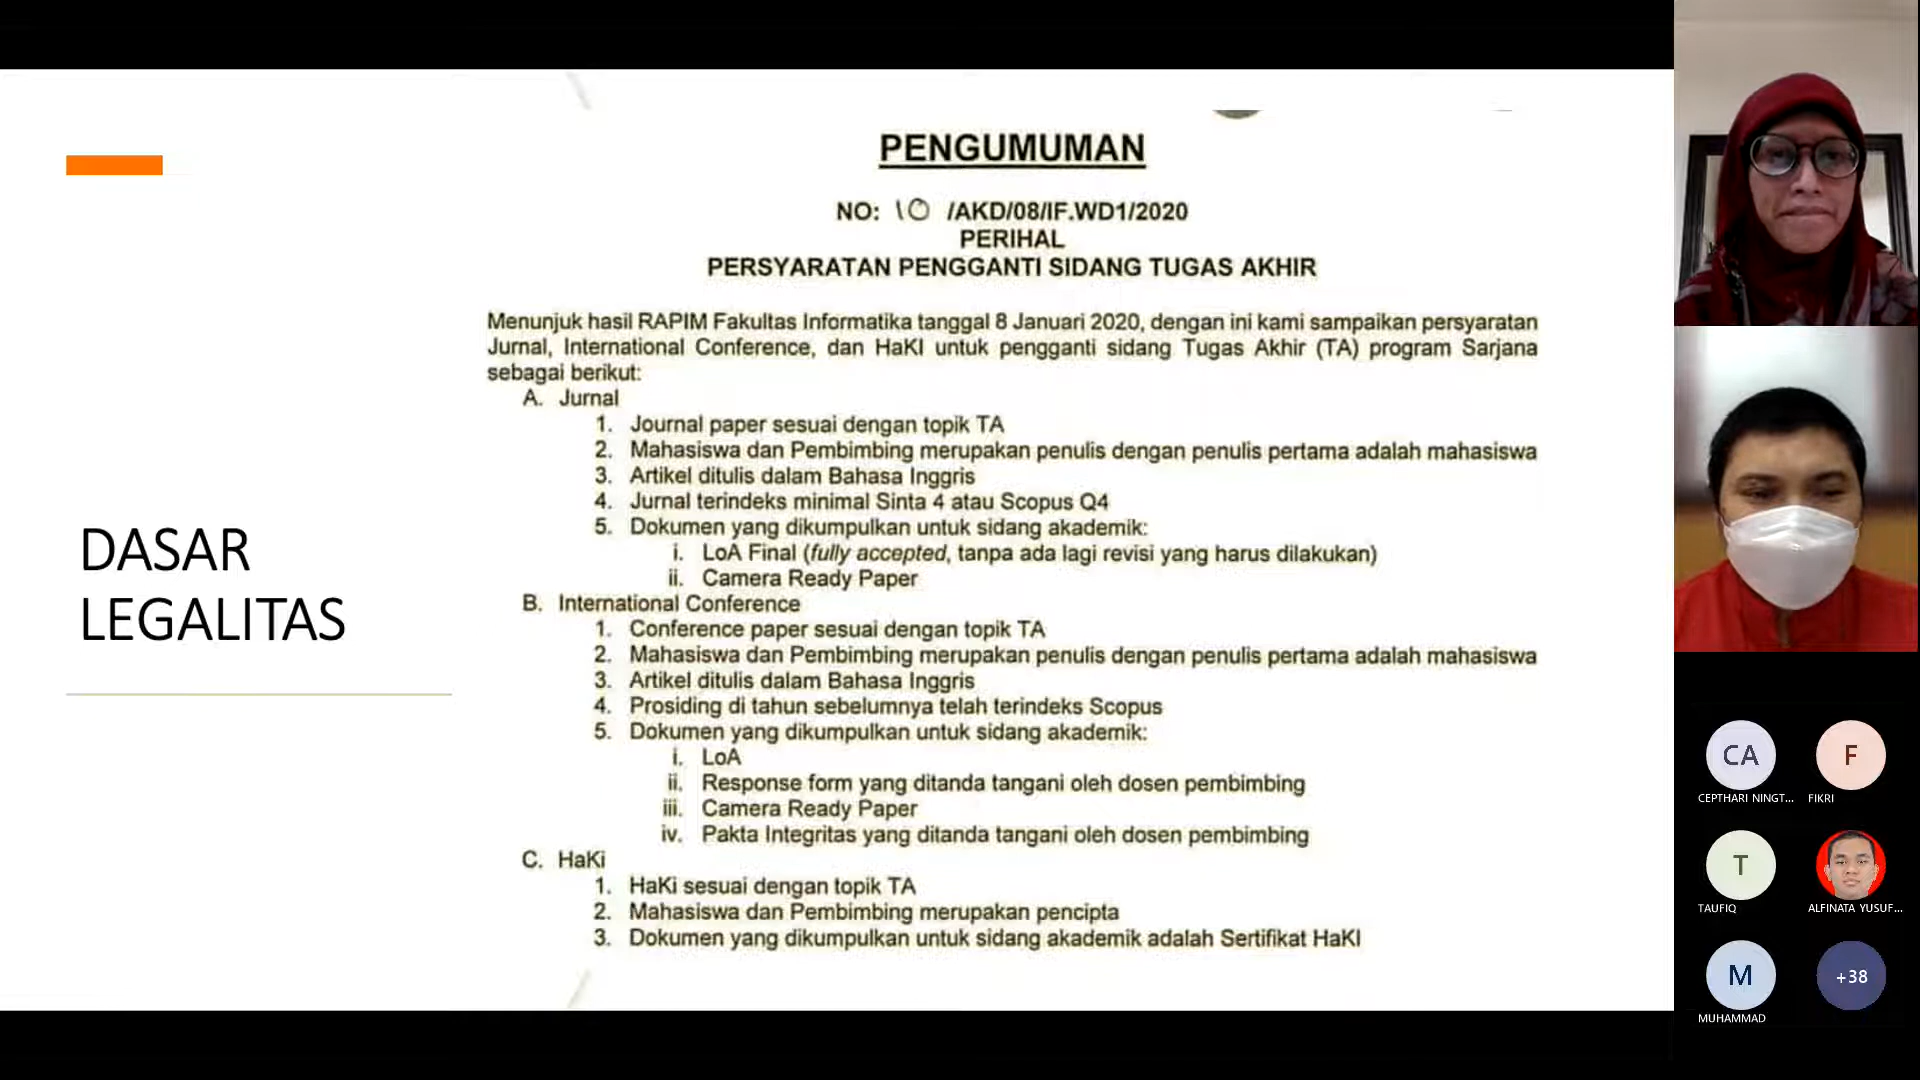 DASAR
LEGALITAS
PENGUMUMAN
NO: 10 /AKD/08/IF.WD1/2020
PERIHAL
PERSYARATAN PENGGANTI SIDANG TUGAS AKHIR
Menunjuk hasil RAPIM Fakultas Informatika tanggal 8 Januari 2020, dengan ini kami sampaikan persyaratan
Jurnal, International Conference, dan HaKI untuk pengganti sidang Tugas Akhir (TA) program Sarjana
sebagai berikut:
A. Jurnal
1. Journal paper sesuai dengan topik TA
2. Mahasiswa dan Pembimbing merupakan penulis dengan penulis pertama adalah mahasiswa
3. Artikel ditulis dalam Bahasa Inggris
4. Jurnal terindeks minimal Sinta 4 atau Scopus Q4
5. Dokumen yang dikumpulkan untuk sidang akademik:
i. LoA Final (fully accepted, tanpa ada lagi revisi yang harus dilakukan)
ii. Camera Ready Paper
B. International Conference
1. Conference paper sesuai dengan topik TA
2. Mahasiswa dan Pembimbing merupakan penulis dengan penulis pertama adalah mahasiswa
3. Artikel ditulis dalam Bahasa Inggris
4. Prosiding di tahun sebelumnya telah terindeks Scopus
5. Dokumen yang dikumpulkan untuk sidang akademik:
i. LoA
ii. Response form yang ditanda tangani oleh dosen pembimbing
iii. Camera Ready Paper
iv. Pakta Integritas yang ditanda tangani oleh dosen pembimbing
C. HaKi
1. HaKi sesuai dengan topik TA
2. Mahasiswa dan Pembimbing merupakan pencipta
3. Dokumen yang dikumpulkan untuk sidang akademik adalah Sertifikat HaKI
CA
F
CEPTHARI NINGT...
FIKRI
T
TAUFIQ
ALFINATA YUSUF...
M
+38
MUHAMMAD